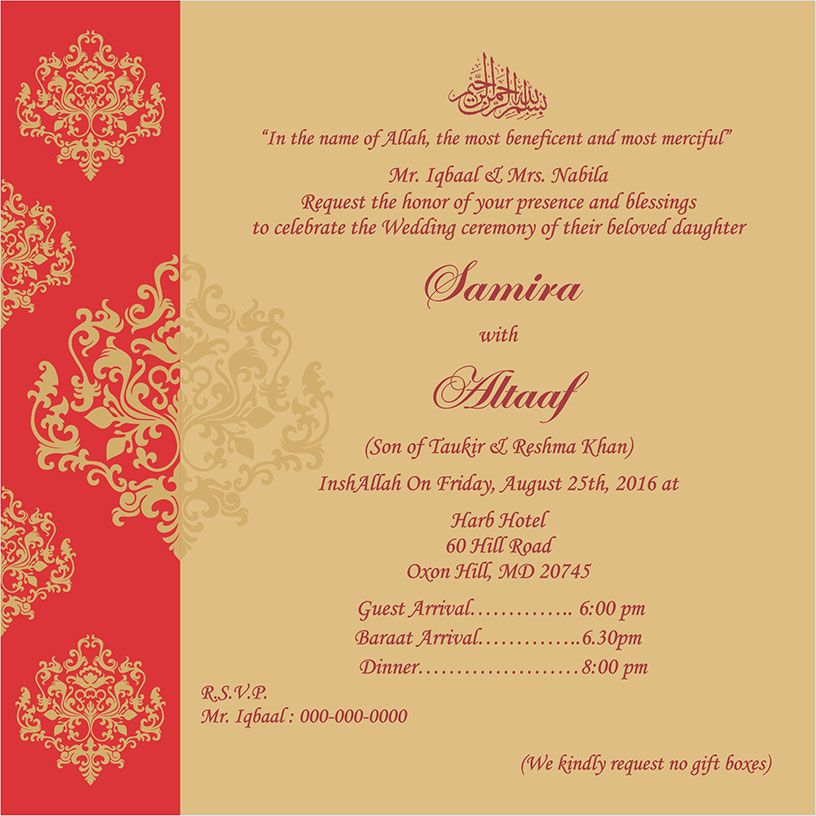 بسم الله الرحمن الرحيم
“In the name of Allah, the most beneficent and most merciful”
Mr. Iqbaal & Mrs. Nabila
Request the honor of your presence and blessings
to celebrate the Wedding ceremony of their beloved daughter
Samira
with
Altaaf
(Son of Taukir & Reshma Khan)
InshAllah On Friday, August 25th, 2016 at
Harb Hotel
60 Hill Road
Oxon Hill, MD 20745
Guest Arrival………….. 6:00 pm
Baraat Arrival…………..6.30pm
Dinner…………………8:00 pm
R.S.V.P.
Mr. Iqbaal : 000-000-0000
(We kindly request no gift boxes)